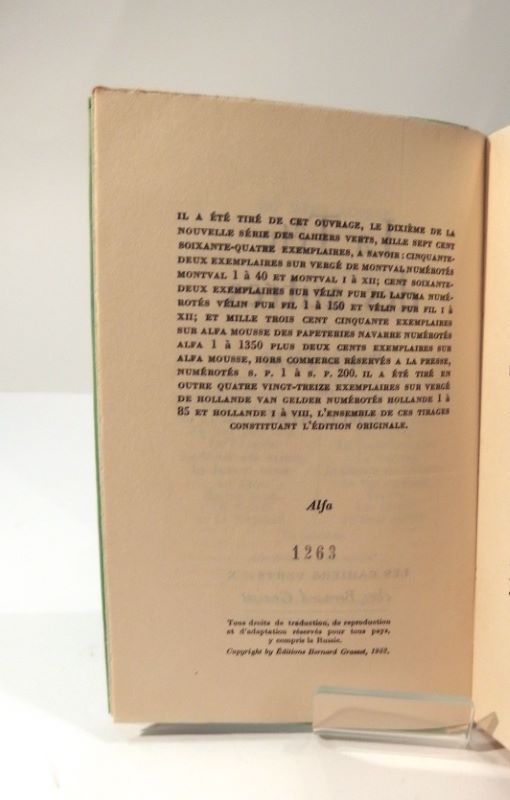 IL A ÉTÉ TIRÉ DE CET OUVRAGE, LE DIXIÈME DE LA
NOUVELLE SÉRIE DES CAHIERS VERTS, MILLE SEPT CENT
SOIXANTE-QUATRE EXEMPLAIRES, A SAVOIR : CINQUANTE-
DEUX EXEMPLAIRES SUR VERGÉ DE MONTVAL NUMÉROTÉS
MONTVAL 1 à 40 ET MONTVAL I à XII; CENT SOIXANTE-
DEUX EXEMPLAIRES SUR VÉLIN PUR FIL LAFUMA NUMÉ-
ROTÉS VÉLIN PUR FIL 1 à 150 ET VÉLIN PUR FIL I à
XII; ET MILLE TROIS CENT CINQUANTE EXEMPLAIRES
SUR ALFA MOUSSE DES PAPETERIES NAVARRE NUMÉROTÉS
ALFA 1 à 1350 PLUS DEUX CENTS EXEMPLAIRES SUR
ALFA MOUSSE, HORS COMMERCE RÉSERVÉS A LA PRESSE,
NUMÉROTÉS S. P. 1 à S. P. 200. IL A ÉTÉ TIRÉ EN
OUTRE QUATRE VINGT-TREIZE EXEMPLAIRES SUR VERGÉ
DE HOLLANDE VAN GELDER NUMÉROTÉS HOLLANDE 1 à
85 ET HOLLANDE I à VIII, L'ENSEMBLE DE CES TIRAGES
CONSTITUANT L'ÉDITION ORIGINALE.
Alfa
1263
Tous droits de traduction, de reproduction
et d'adaptation réservés pour tous pays,
y compris la Russie.
Copyright by Éditions Bernard Grasset, 1952.